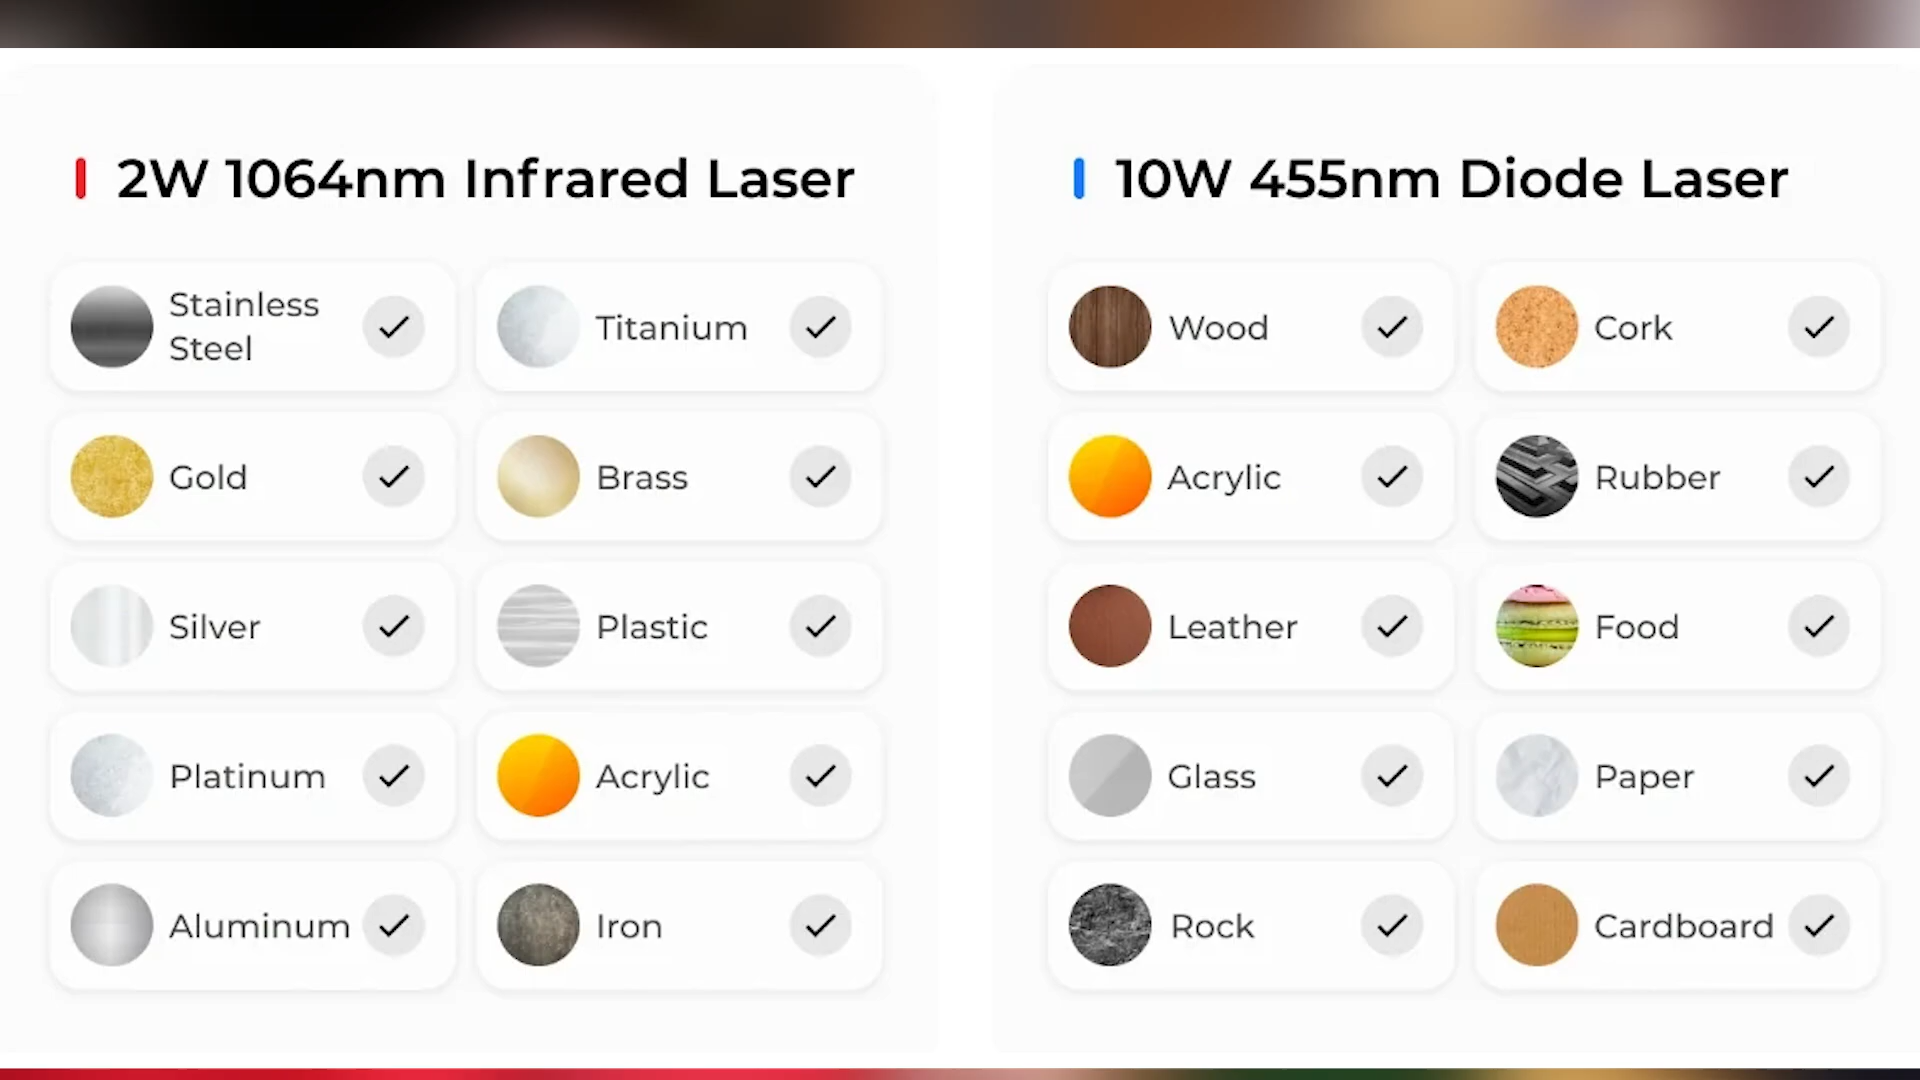 2W 1064nm Infrared Laser
Stainless
Steel
Titanium
Gold
Brass
Silver
Plastic
Platinum
Acrylic
Aluminum
Iron
10W 455nm Diode Laser
Wood
Cork
Acrylic
Rubber
Leather
Food
Glass
Paper
Rock
Cardboard